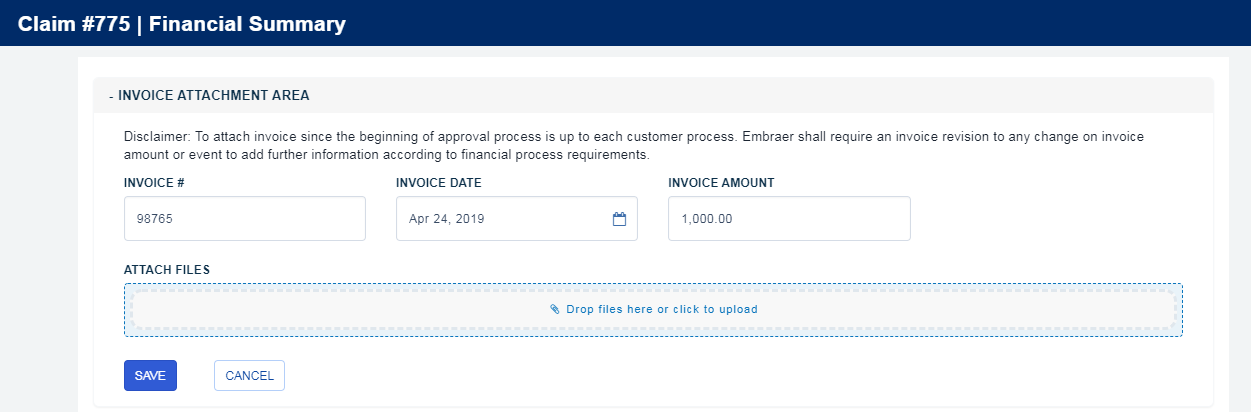 Claim #775 | Financial Summary
- INVOICE ATTACHMENT AREA
Disclaimer: To attach invoice since the beginning of approval process is up to each customer process. Embraer shall require an invoice revision to any change on invoice
amount or event to add further information according to financial process requirements.
INVOICE # INVOICE DATE INVOICE AMOUNT
98765 Apr 24, 2019 1,000.00
ATTACH FILES
Drop files here or click to upload
SAVE CANCEL